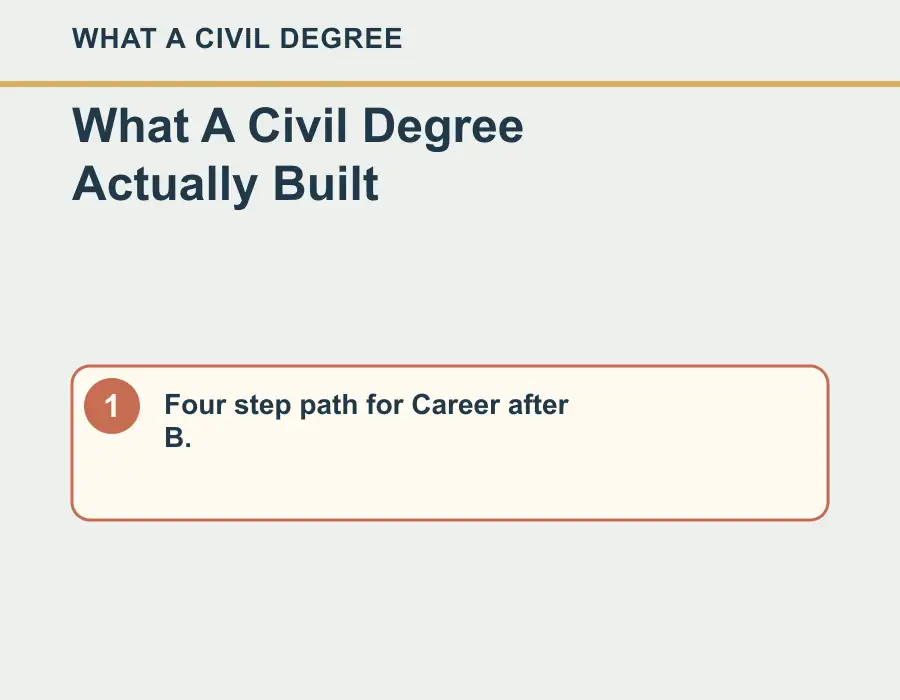 WHAT A CIVIL DEGREE
What A Civil Degree
Actually Built
1
Four step path for Career after
B.